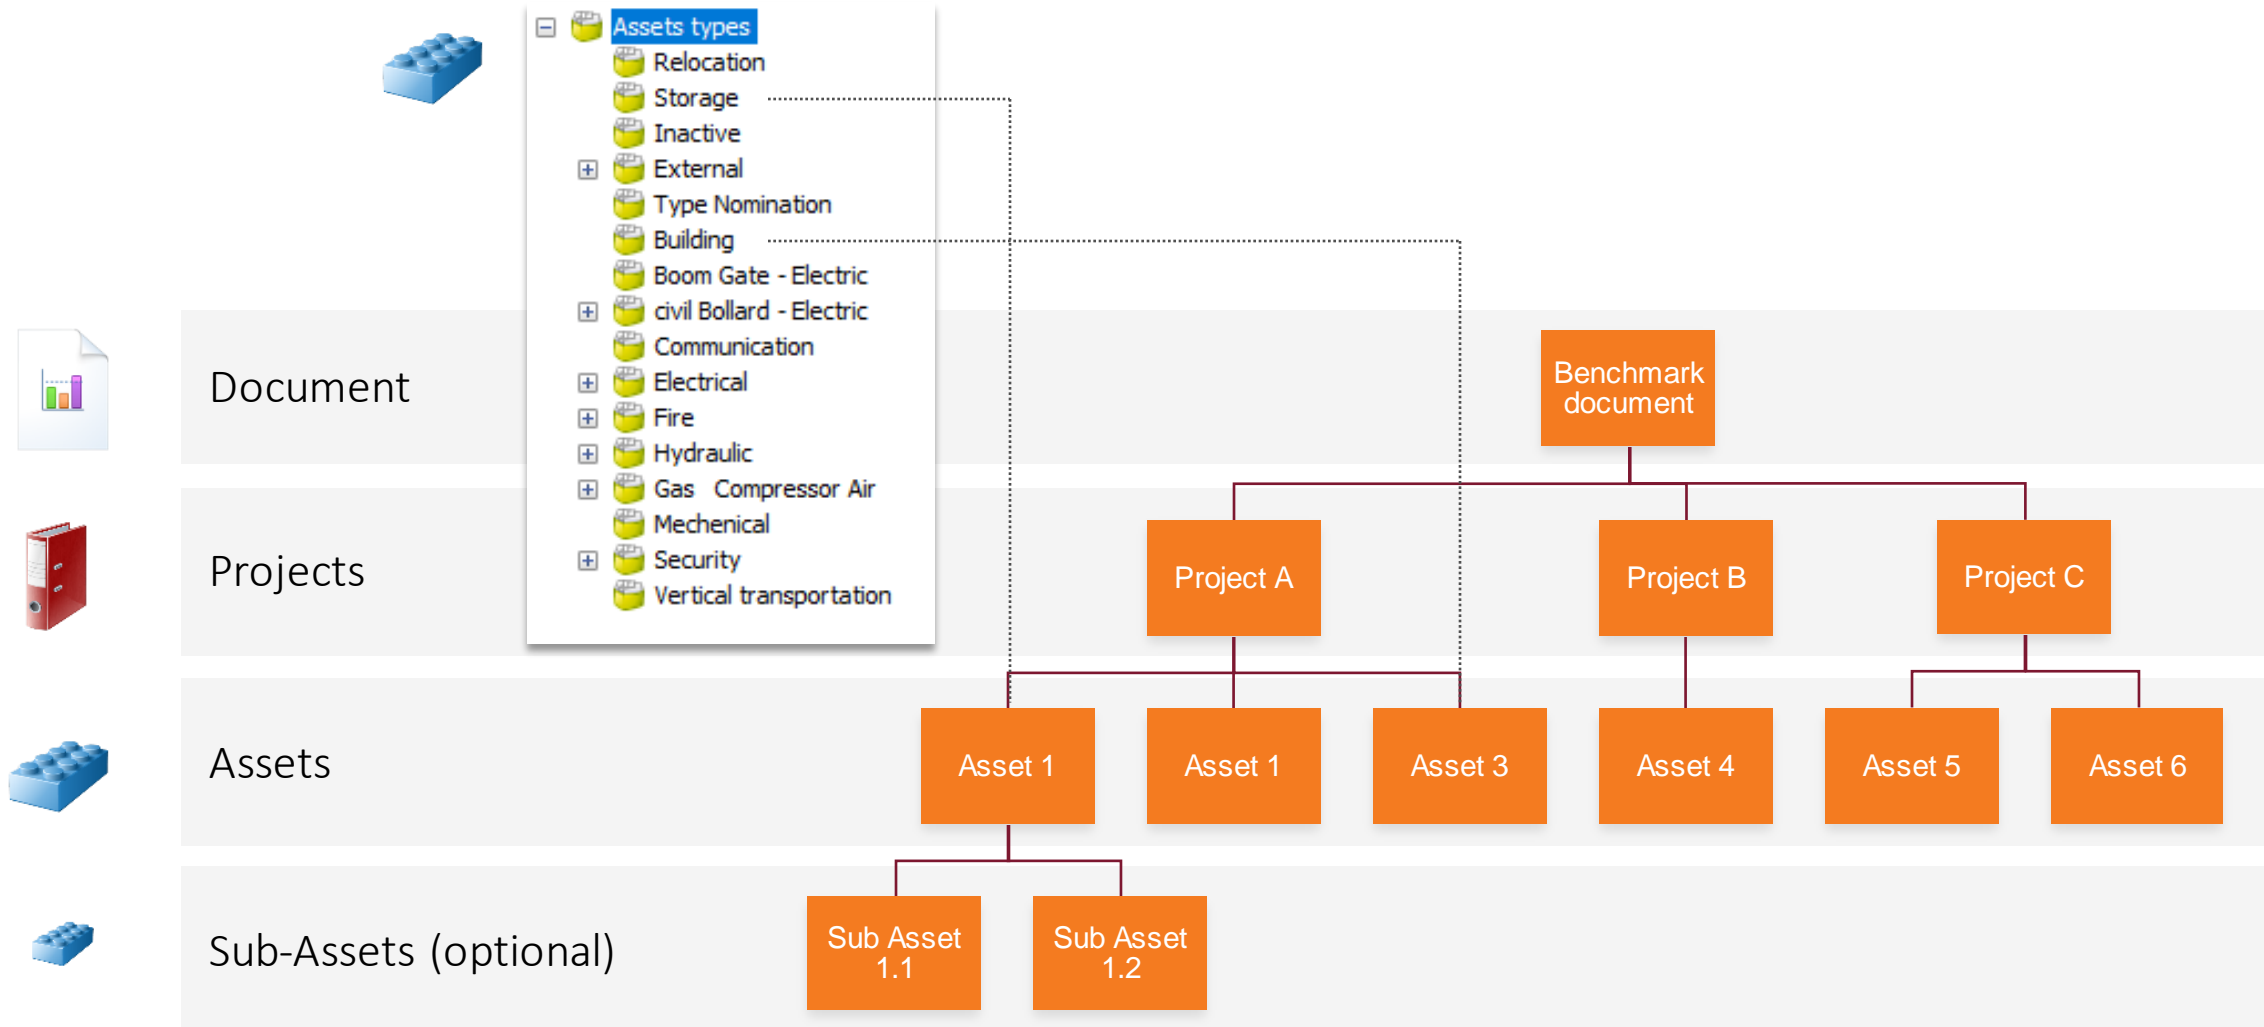 Assets types
Relocation
Storage
Inactive
External
Type Nomination
Building
Boom Gate - Electric
civil Bollard - Electric
Communication
Electrical
Fire
Hydraulic
Gas   Compressor Air
Mechenical
Security
Vertical transportation
Document
Benchmark
document
Projects
Project A
Project B
Project C
Assets
Asset 1
Asset 1
Asset 3
Asset 4
Asset 5
Asset 6
Sub-Assets (optional)
Sub Asset
1.1
Sub Asset
1.2